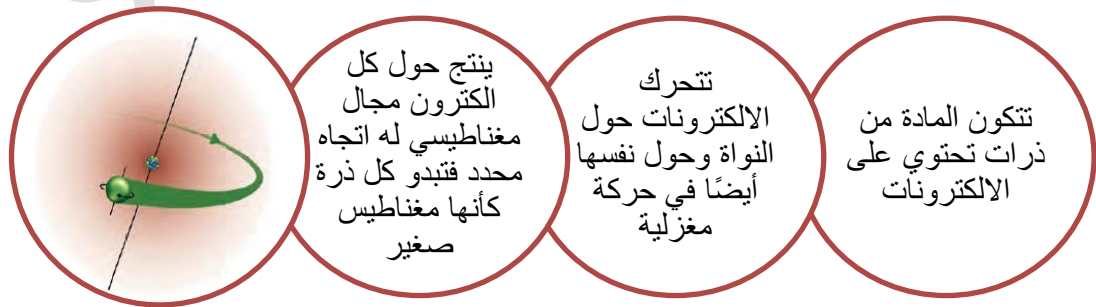 تتكون المادة من
ذرات تحتوي على
الالكترونات
تتحرك
الالكترونات حول
النواة وحول نفسها
أيضًا في حركة
مغزلية
ينتج حول كل
الكترون مجال
مغناطيسي له اتجاه
محدد فتبدو كل ذرة
كأنها مغناطيس
صغير